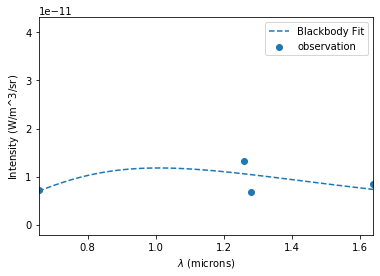 1e−11
Blackbody Fit
observation
4
3
2
1
0
Intensity (W/m^3/sr)
0.8 1.0 1.2 1.4 1.6
λ (microns)